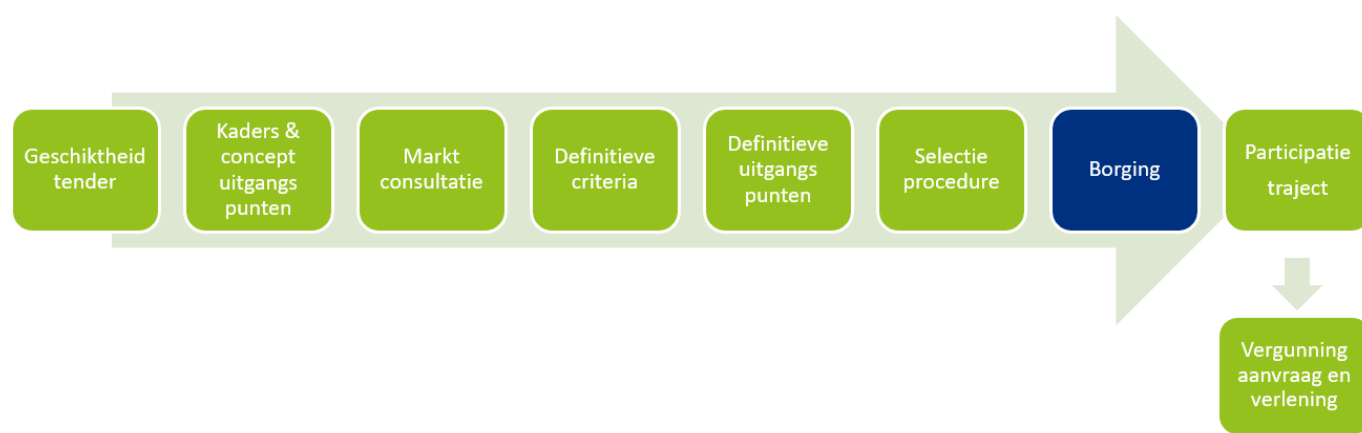 Geschiktheid
tender
Kaders &
concept
uitgangs
punten
Markt
consultatie
Definitieve
criteria
Definitieve
uitgangs
punten
Selectie
procedure
Borging
Participatie
traject
Vergunning
aanvraag en
verlening